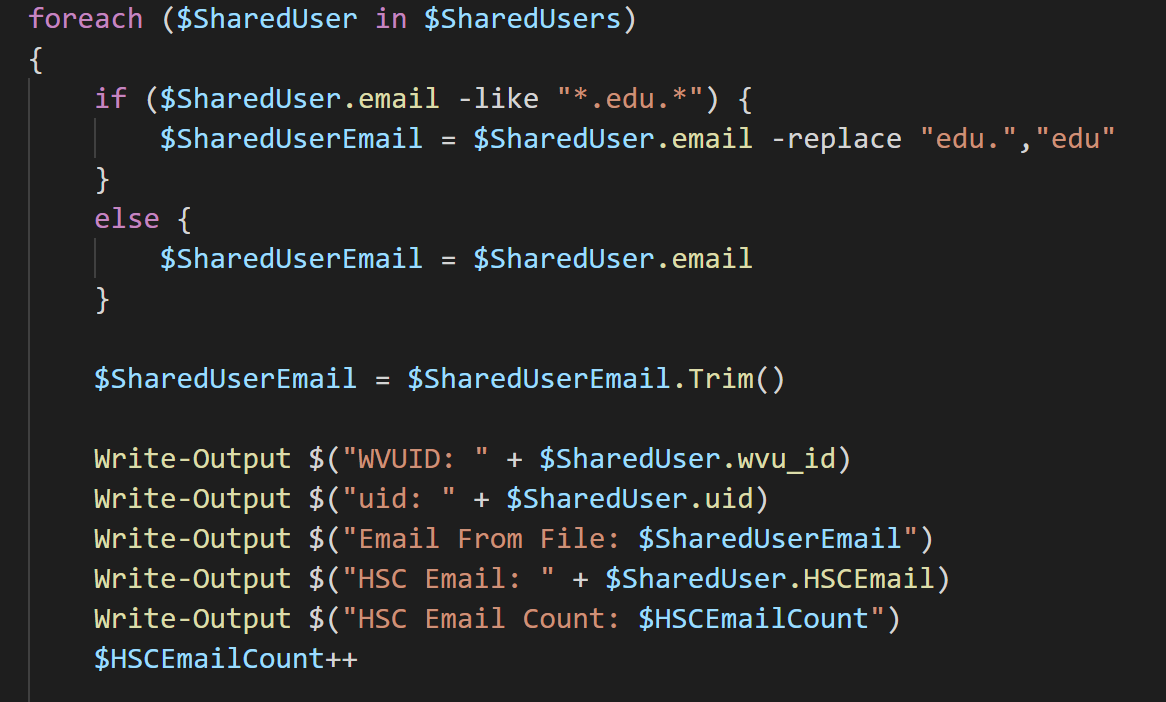 foreach ($SharedUser in $SharedUsers)
{
    if ($SharedUser.email -like "*.edu.*") {
        $SharedUserEmail = $SharedUser.email -replace "edu.","edu"
    }
    else {
        $SharedUserEmail = $SharedUser.email
    }

    $SharedUserEmail = $SharedUserEmail.Trim()

    Write-Output $("WVUID: " + $SharedUser.wvu_id)
    Write-Output $("uid: " + $SharedUser.uid)
    Write-Output $("Email From File: $SharedUserEmail")
    Write-Output $("HSC Email: " + $SharedUser.HSCEmail)
    Write-Output $("HSC Email Count: $HSCEmailCount")
    $HSCEmailCount++